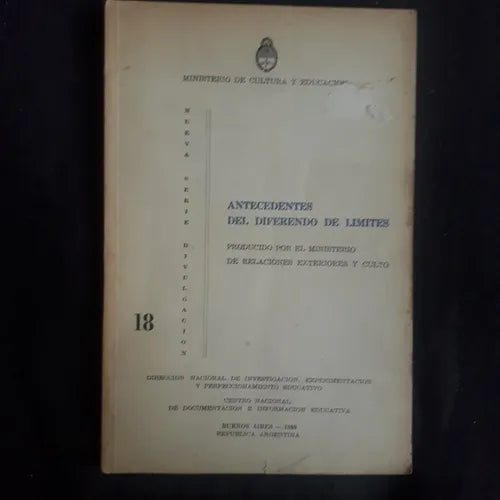 MINISTERIO DE CULTURA Y EDUCACION
NUEVA SERIE DIVULGACION
ANTECEDENTES
DEL DIFERENDO DE LIMITES
PRODUCIDO POR EL MINISTERIO
DE RELACIONES EXTERIORES Y CULTO
18
DIRECCION NACIONAL DE INVESTIGACION, EXPERIMENTACION
Y PERFECCIONAMIENTO EDUCATIVO
CENTRO NACIONAL
DE DOCUMENTACION E INFORMACION EDUCATIVA
BUENOS AIRES —
REPUBLICA ARGENTINA